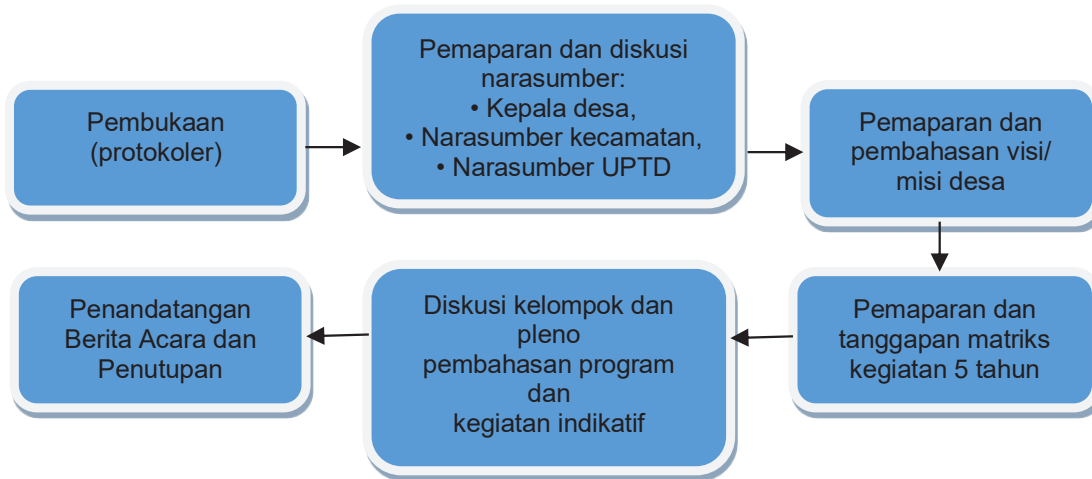 Pembukaan
(protokoler)
Pemaparan dan diskusi
narasumber:
• Kepala desa,
• Narasumber kecamatan,
• Narasumber UPTD
Pemaparan dan
pembahasan visi/
misi desa
Pemaparan dan
tanggapan matriks
kegiatan 5 tahun
Diskusi kelompok dan
pleno
pembahasan program
dan
kegiatan indikatif
Penandatangan
Berita Acara dan
Penutupan